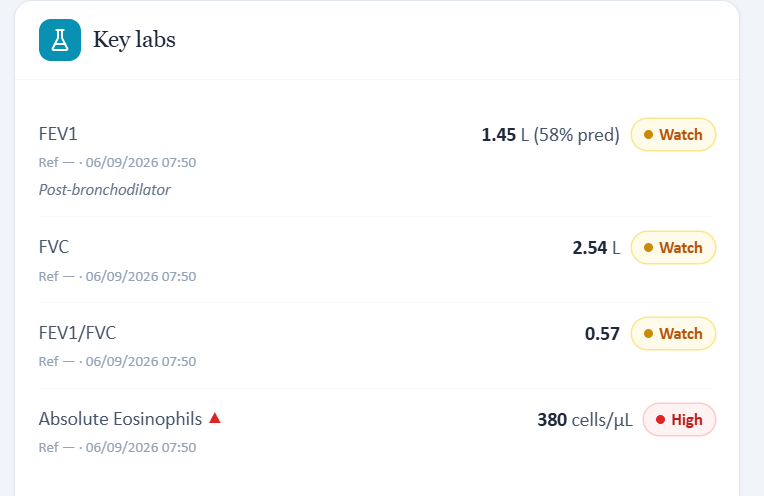 Key labs
FEV1
1.45 L (58% pred)
Watch
Ref — · 06/09/2026 07:50
Post-bronchodilator
FVC
2.54 L
Watch
Ref — · 06/09/2026 07:50
FEV1/FVC
0.57
Watch
Ref — · 06/09/2026 07:50
Absolute Eosinophils ▲
380 cells/µL
High
Ref — · 06/09/2026 07:50